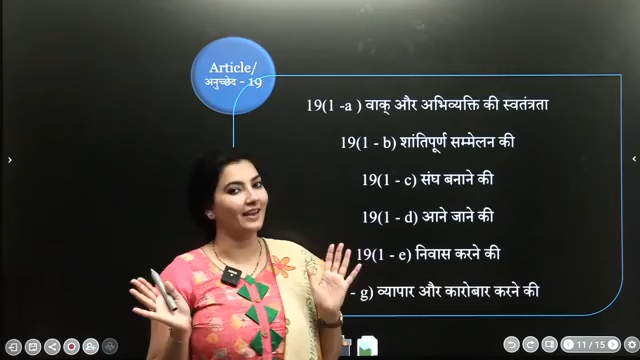 Article/
अनुच्छेद - 19
19(1 -a ) वाक् और अभिव्यक्ति की स्वतंत्रता
19(1 - b) शांतिपूर्ण सम्मेलन की
19(1 - c) संघ बनाने की
19(1 - d) आने जाने की
19(1 - e) निवास करने की
- g) व्यापार और कारोबार करने की
11 / 15